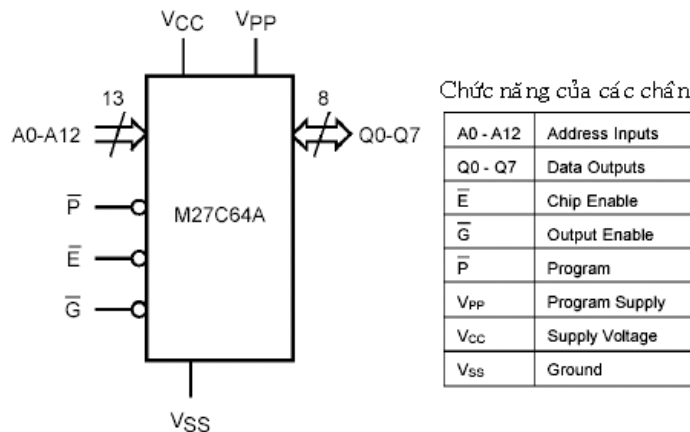 VCC VPP
13
8
A0-A12
Q0-Q7
P̅
M27C64A
E̅
G̅
VSS
Chức năng của các chân
A0 - A12 Address Inputs
Q0 - Q7 Data Outputs
E̅ Chip Enable
G̅ Output Enable
P̅ Program
VPP Program Supply
VCC Supply Voltage
VSS Ground